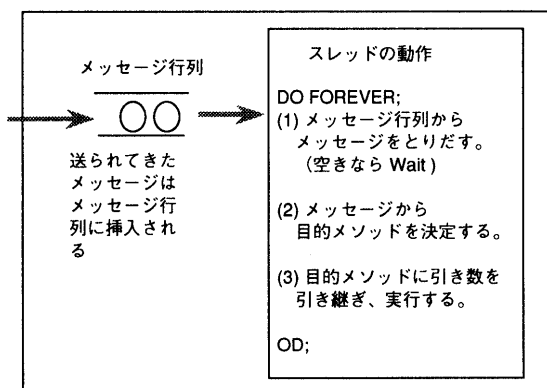 メッセージ行列
送られてきた
メッセージは
メッセージ行
列に挿入され
る
スレッドの動作
DO FOREVER;
(1) メッセージ行列から
メッセージをとりだす。
(空きなら Wait )
(2) メッセージから
目的メソッドを決定する。
(3) 目的メソッドに引き数を
引き継ぎ、実行する。
OD;